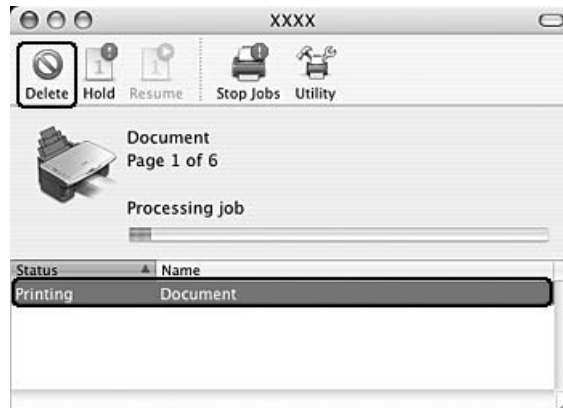 XXXX
Delete Hold Resume Stop Jobs Utility
Document
Page 1 of 6
Processing job
Status Name
Printing Document